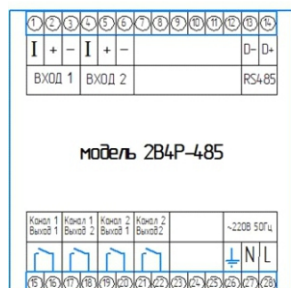 1 2 3 4 5 6 7 8 9 10 11 12 13 14
I + - I + - D- D+
ВХОД 1 ВХОД 2 RS485
модель 2В4Р-485
Канал 1 Канал 1 Канал 2 Канал 2 ~220В 50Гц
Выход 1 Выход 2 Выход 1 Выход2
N L
15 16 17 18 19 20 21 22 23 24 25 26 27 28